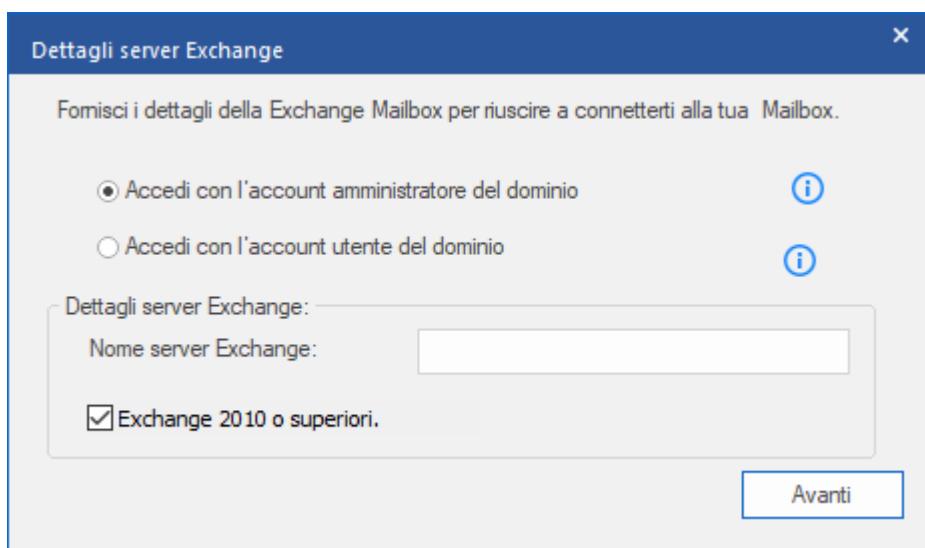 Dettagli server Exchange
Fornisci i dettagli della Exchange Mailbox per riuscire a connetterti alla tua Mailbox.
Accedi con l'account amministratore del dominio
Accedi con l'account utente del dominio
Dettagli server Exchange:
Nome server Exchange:
Exchange 2010 o superiori.
Avanti